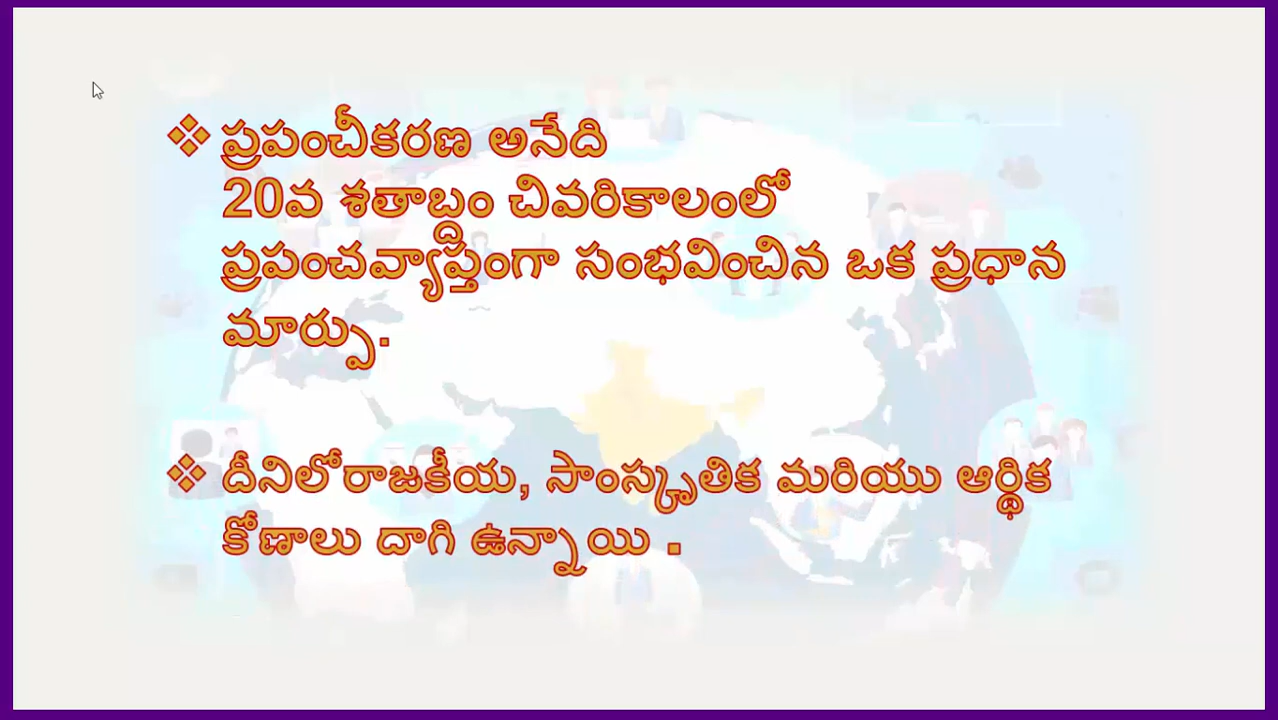 ❖ ప్రపంచీకరణ అనేది
20వ శతాబ్దం చివరికాలంలో
ప్రపంచవ్యాప్తంగా సంభవించిన ఒక ప్రధాన
మార్పు.
❖ దీనిలో రాజకీయ, సాంస్కృతిక మరియు ఆర్థిక
కోణాలు దాగి ఉన్నాయి .